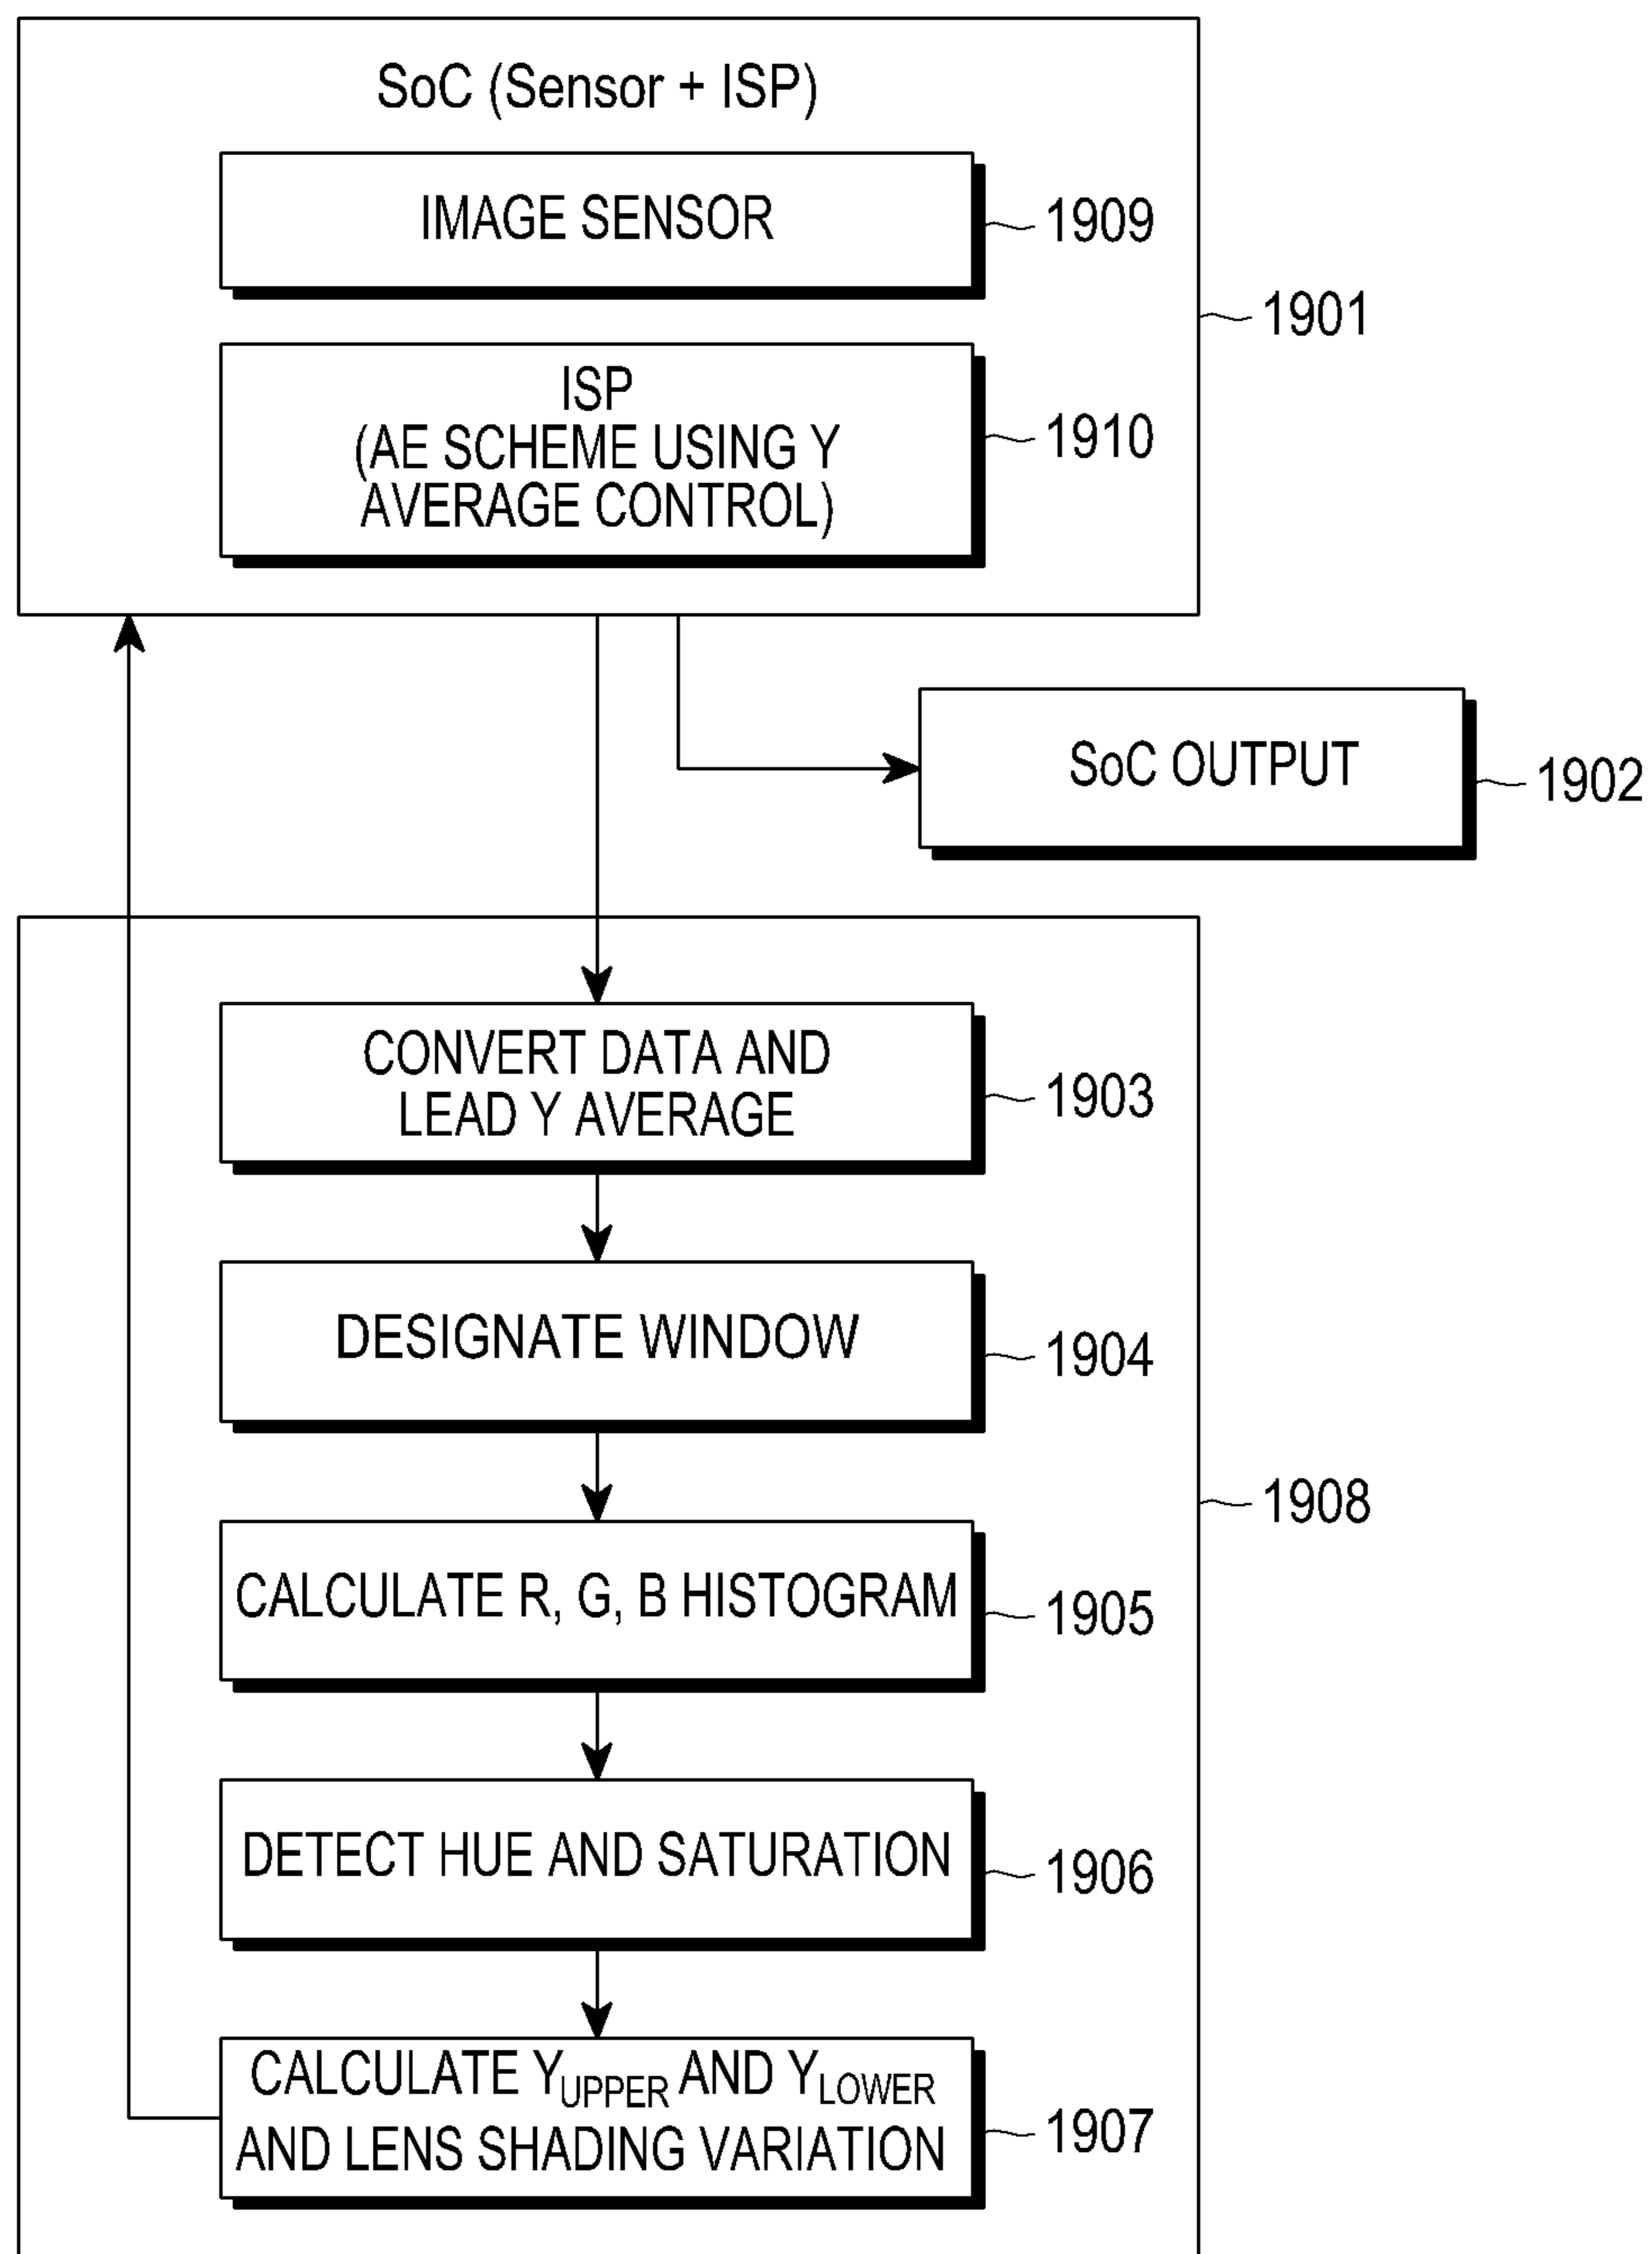 SoC (Sensor + ISP)
IMAGE SENSOR
1909
1901
ISP
(AE SCHEME USING Y
AVERAGE CONTROL)
1910
SoC OUTPUT
1902
CONVERT DATA AND
LEAD Y AVERAGE
1903
DESIGNATE WINDOW
1904
1908
CALCULATE R, G, B HISTOGRAM
1905
DETECT HUE AND SATURATION
1906
CALCULATE YUPPER AND YLOWER
AND LENS SHADING VARIATION
1907